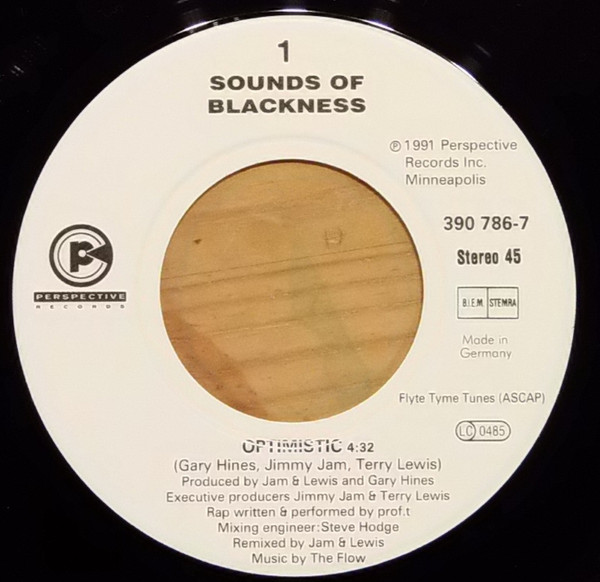 1
SOUNDS OF
BLACKNESS
℗ 1991 Perspective
Records Inc.
Minneapolis
390 786-7
Stereo 45
P
PERSPECTIVE
RECORDS
B.I.E.M. STEMRA
Made in
Germany
Flyte Tyme Tunes (ASCAP)
LC 0485
OPTIMISTIC 4:32
(Gary Hines, Jimmy Jam, Terry Lewis)
Produced by Jam & Lewis and Gary Hines
Executive producers Jimmy Jam & Terry Lewis
Rap written & performed by prof.t
Mixing engineer: Steve Hodge
Remixed by Jam & Lewis
Music by The Flow